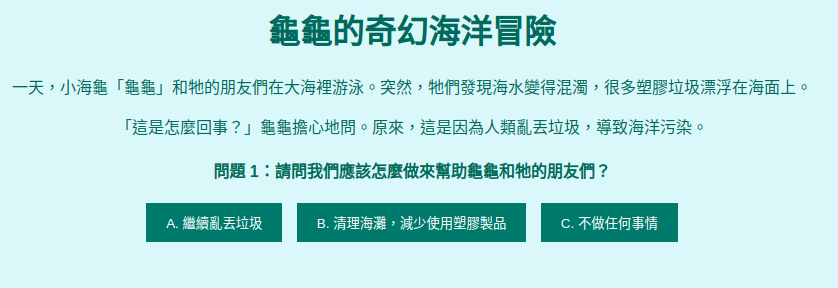 龜龜的奇幻海洋冒險
一天，小海龜「龜龜」和牠的朋友們在大海裡游泳。突然，牠們發現海水變得混濁，很多塑膠垃圾漂浮在海面上。
「這是怎麼回事？」龜龜擔心地問。原來，這是因為人類亂丟垃圾，導致海洋污染。
問題 1：請問我們應該怎麼做來幫助龜龜和牠的朋友們？
A. 繼續亂丟垃圾
B. 清理海灘，減少使用塑膠製品
C. 不做任何事情